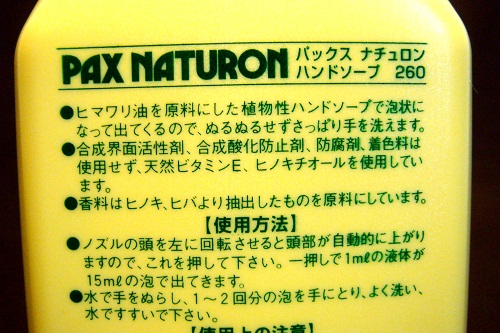 PAX NATURON パックス ナチュロン
ハンドソープ 260
●ヒマワリ油を原料にした植物性ハンドソープで泡状に
なって出てくるので、ぬるぬるせずさっぱり手を洗えます。
●合成界面活性剤、合成酸化防止剤、防腐剤、着色料は
使用せず、天然ビタミンE、ヒノキチオールを使用してい
ます。
●香料はヒノキ、ヒバより抽出したものを原料にしています。
【使用方法】
●ノズルの頭を左に回転させると頭部が自動的に上がり
ますので、これを押して下さい。一押しで1mlの液体が
15mlの泡で出てきます。
●水で手をぬらし、1~2回分の泡を手にとり、よく洗い、
水ですすいで下さい。
【使用上の注意】